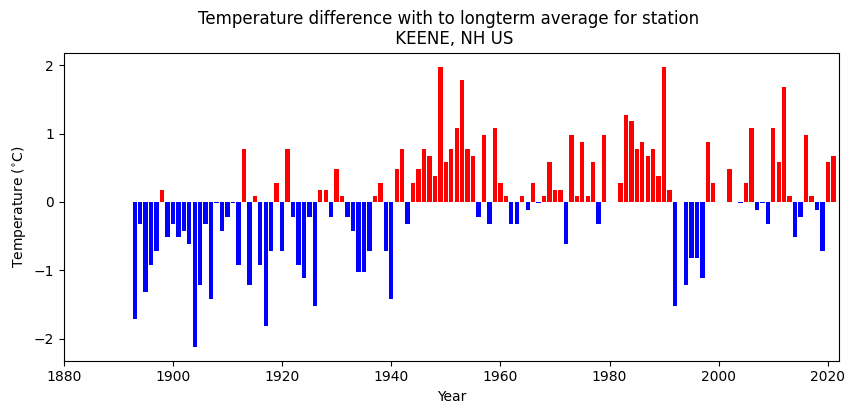 Temperature difference with to longterm average for station
KEENE, NH US
Temperature (°C)
2
1
0
−1
−2
1880 1900 1920 1940 1960 1980 2000 2020
Year